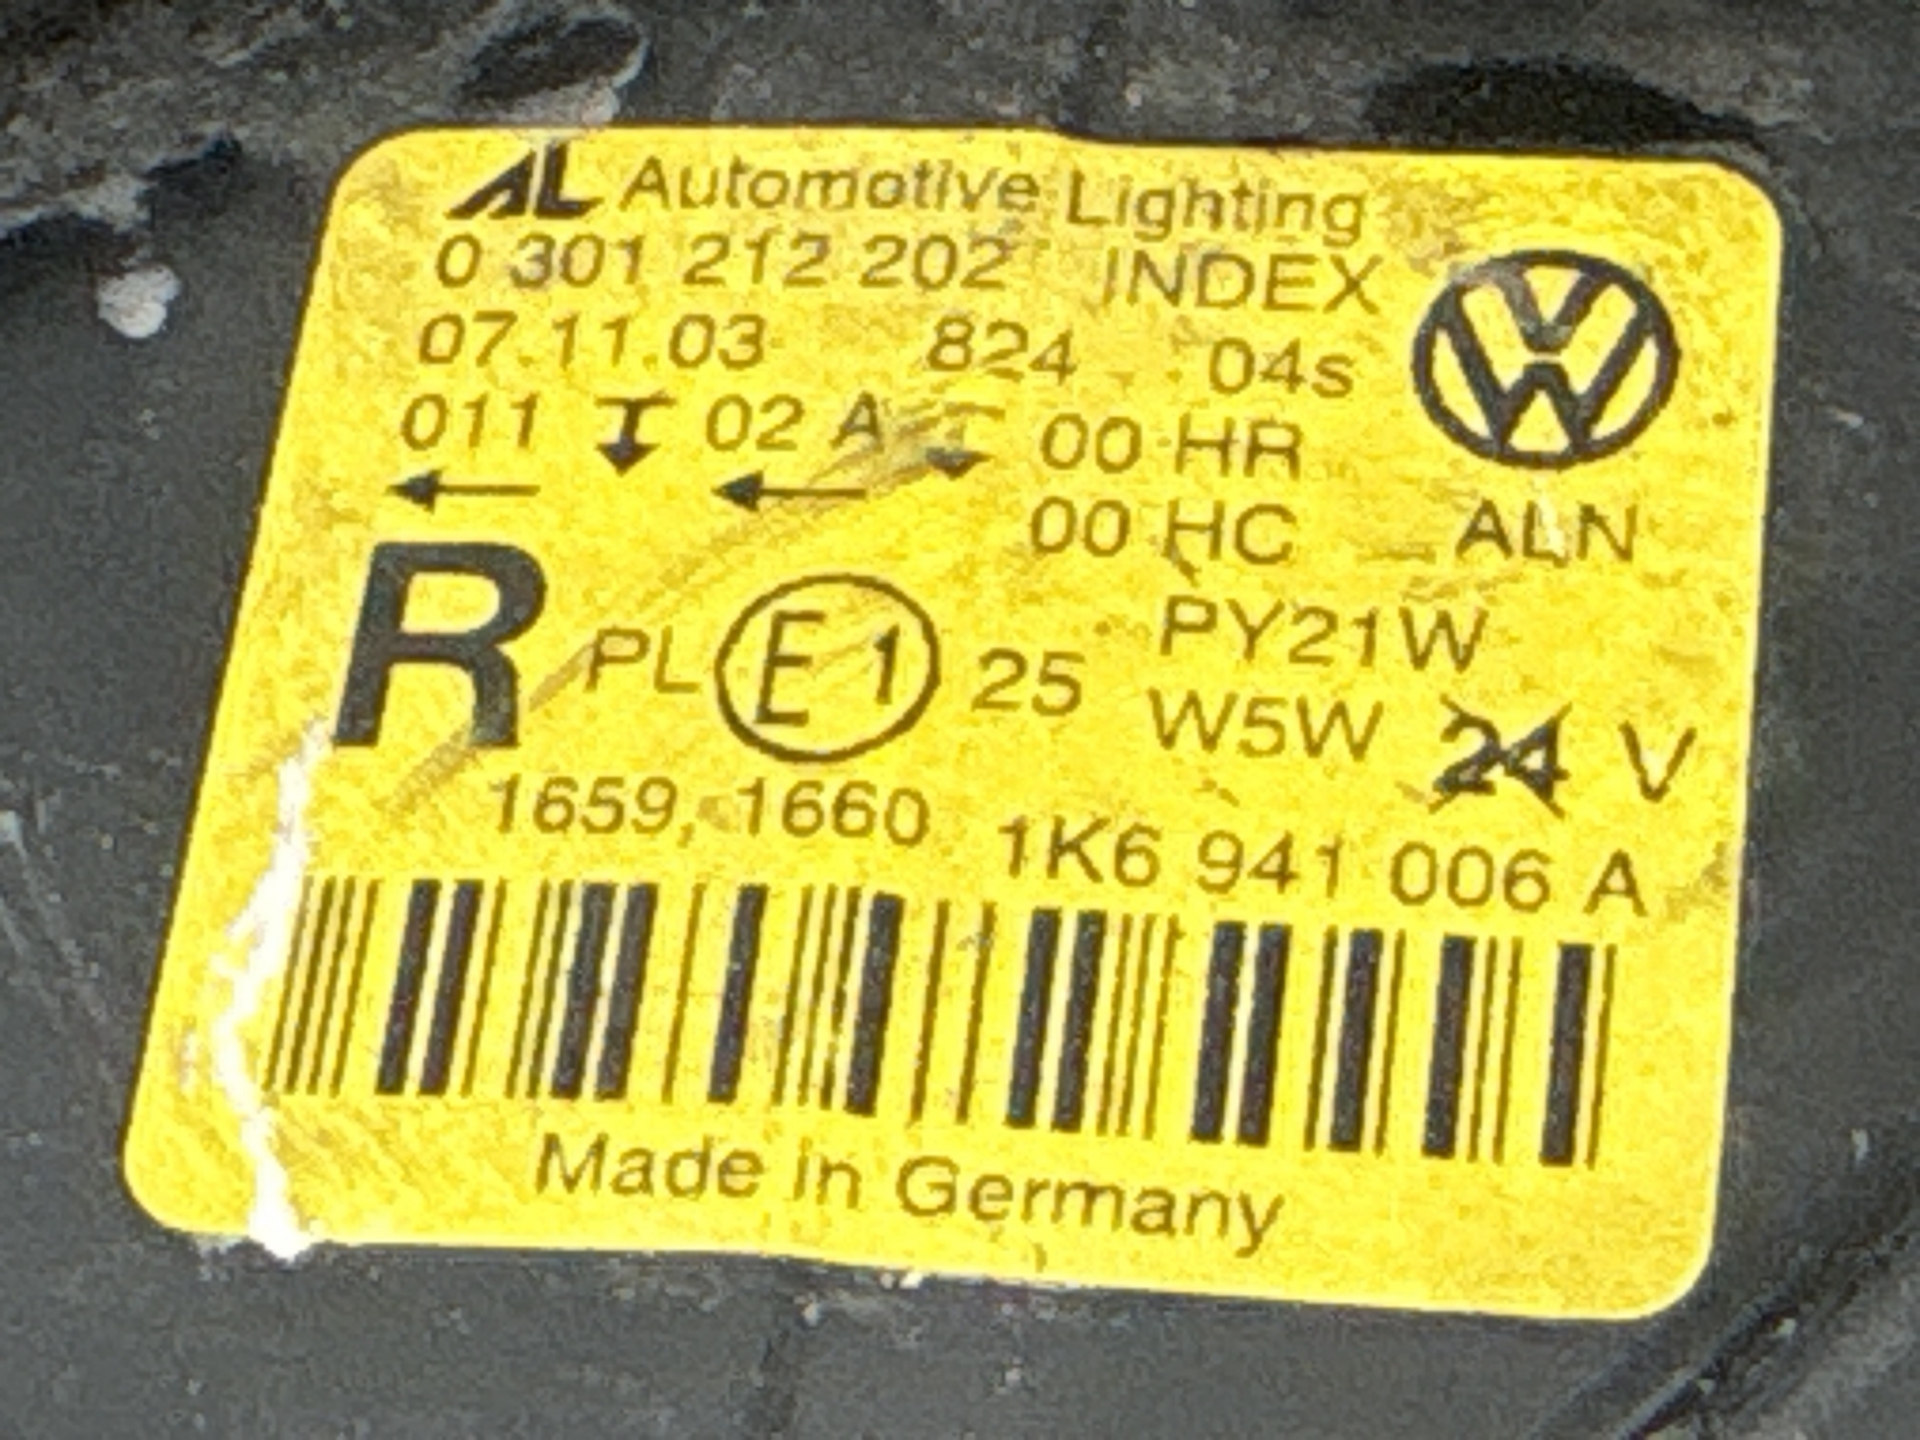 AL Automotive Lighting
0 301 212 202 INDEX
07.11.03 824 04s
011 02 A 00 HR
00 HC ALN
R PL E1 25 PY21W
W5W 24 V
1659, 1660 1K6 941 006 A
Made in Germany